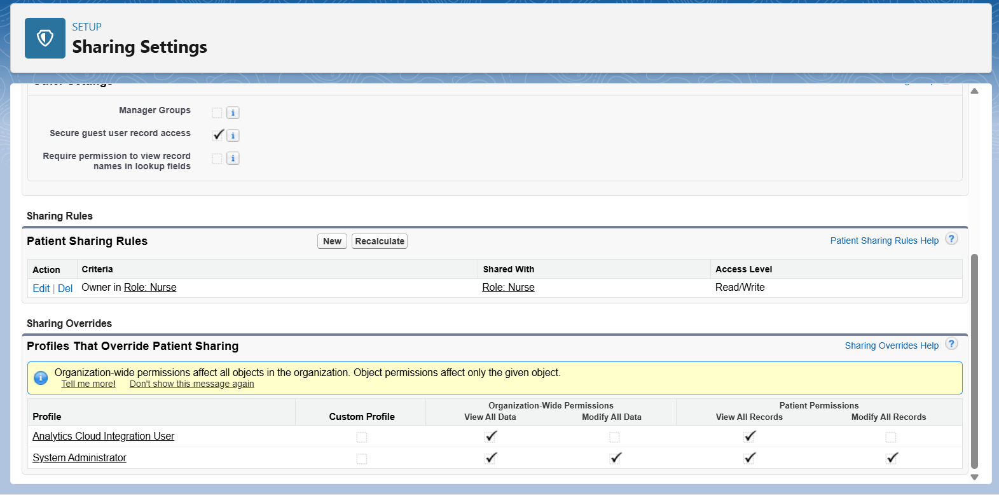 SETUP
Sharing Settings
Manager Groups
Secure guest user record access
Require permission to view record
names in lookup fields
Sharing Rules
Patient Sharing Rules
New
Recalculate
Patient Sharing Rules Help
Action
Criteria
Shared With
Access Level
Edit | Del
Owner in Role: Nurse
Role: Nurse
Read/Write
Sharing Overrides
Profiles That Override Patient Sharing
Sharing Overrides Help
Organization-wide permissions affect all objects in the organization. Object permissions affect only the given object.
Tell me more!
Don't show this message again
Organization-Wide Permissions
Patient Permissions
Profile
Custom Profile
View All Data
Modify All Data
View All Records
Modify All Records
Analytics Cloud Integration User
System Administrator